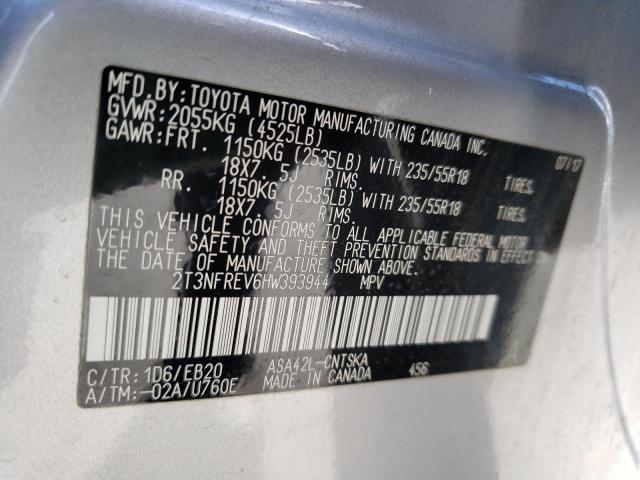 MFD.BY:TOYOTA MOTOR MANUFACTURING CANADA INC.
GVWR:2055KG (4525LB) 07/17
GAWR:FRT. 1150KG (2535LB) WITH 235/55R18 TIRES,
18X7. 5J RIMS,
RR. 1150KG (2535LB) WITH 235/55R18 TIRES,
18X7. 5J RIMS.
THIS VEHICLE CONFORMS TO ALL APPLICABLE FEDERAL MOTOR
VEHICLE SAFETY AND THEFT PREVENTION STANDARDS IN EFFECT ON
THE DATE OF MANUFACTURE SHOWN ABOVE.
2T3NFREV6HW393944 MPV
C/TR:1D6/EB20 ASA42L-CNTSKA 456
A/TM:-02A/U760E MADE IN CANADA